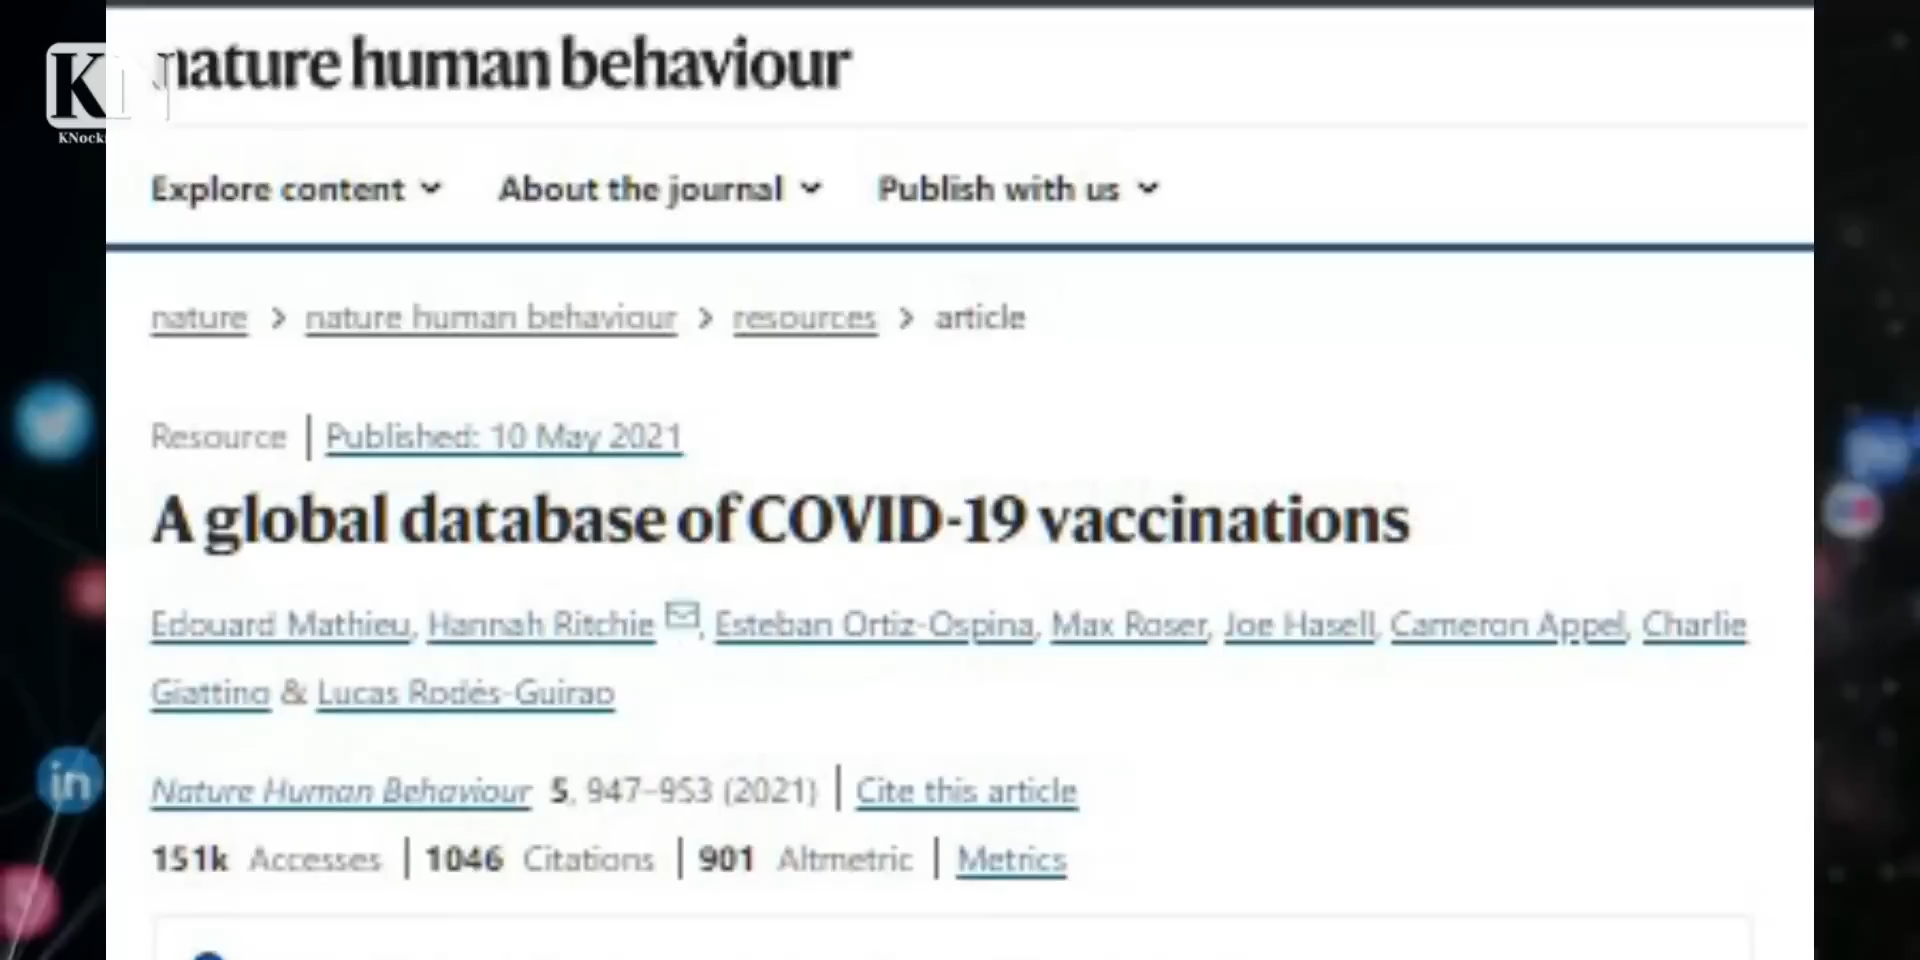 KN
KNock
nature human behaviour
Explore content
About the journal
Publish with us
nature > nature human behaviour > resources > article
Resource | Published: 10 May 2021
A global database of COVID-19 vaccinations
Edouard Mathieu, Hannah Ritchie, Esteban Ortiz-Ospina, Max Roser, Joe Hasell, Cameron Appel, Charlie
Giattino & Lucas Rodés-Guirao
Nature Human Behaviour 5, 947–953 (2021) | Cite this article
151k Accesses | 1046 Citations | 901 Altmetric | Metrics
in